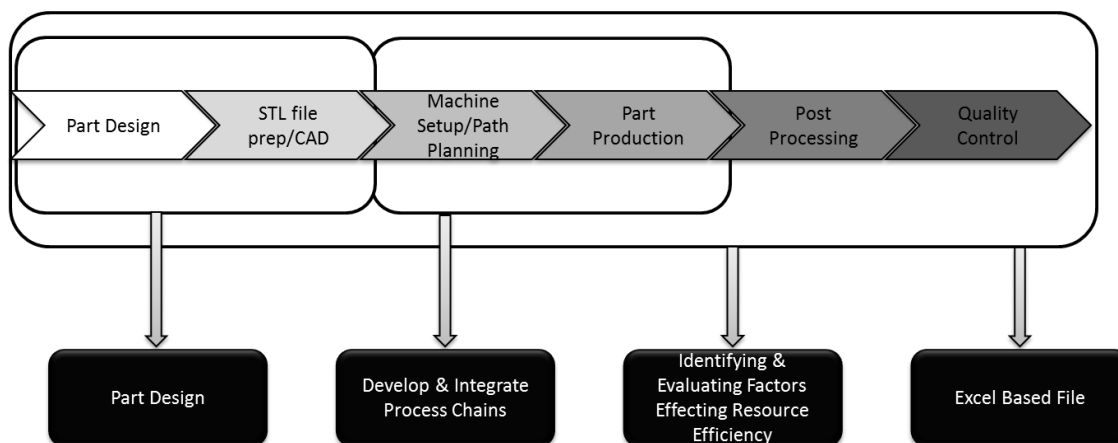 Part Design
STL file
prep/CAD
Machine
Setup/Path
Planning
Part
Production
Post
Processing
Quality
Control
Part Design
Develop & Integrate
Process Chains
Identifying &
Evaluating Factors
Effecting Resource
Efficiency
Excel Based File